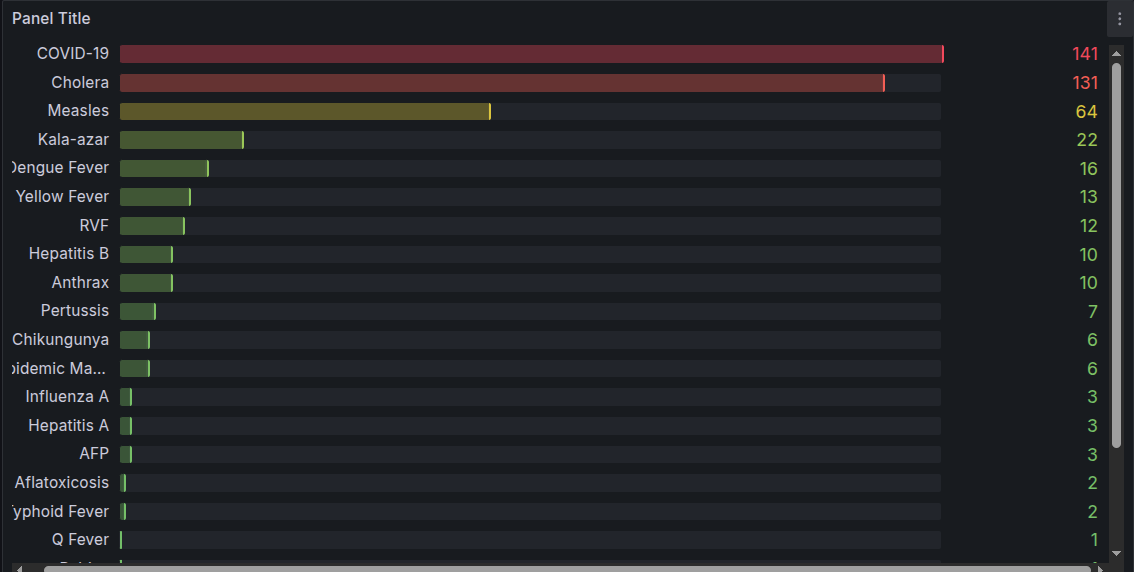 Panel Title
COVID-19 141
Cholera 131
Measles 64
Kala-azar 22
Dengue Fever 16
Yellow Fever 13
RVF 12
Hepatitis B 10
Anthrax 10
Pertussis 7
Chikungunya 6
Ma... 6
Influenza A 3
Hepatitis A 3
AFP 3
Aflatoxicosis 2
Typhoid Fever 2
Q Fever 1